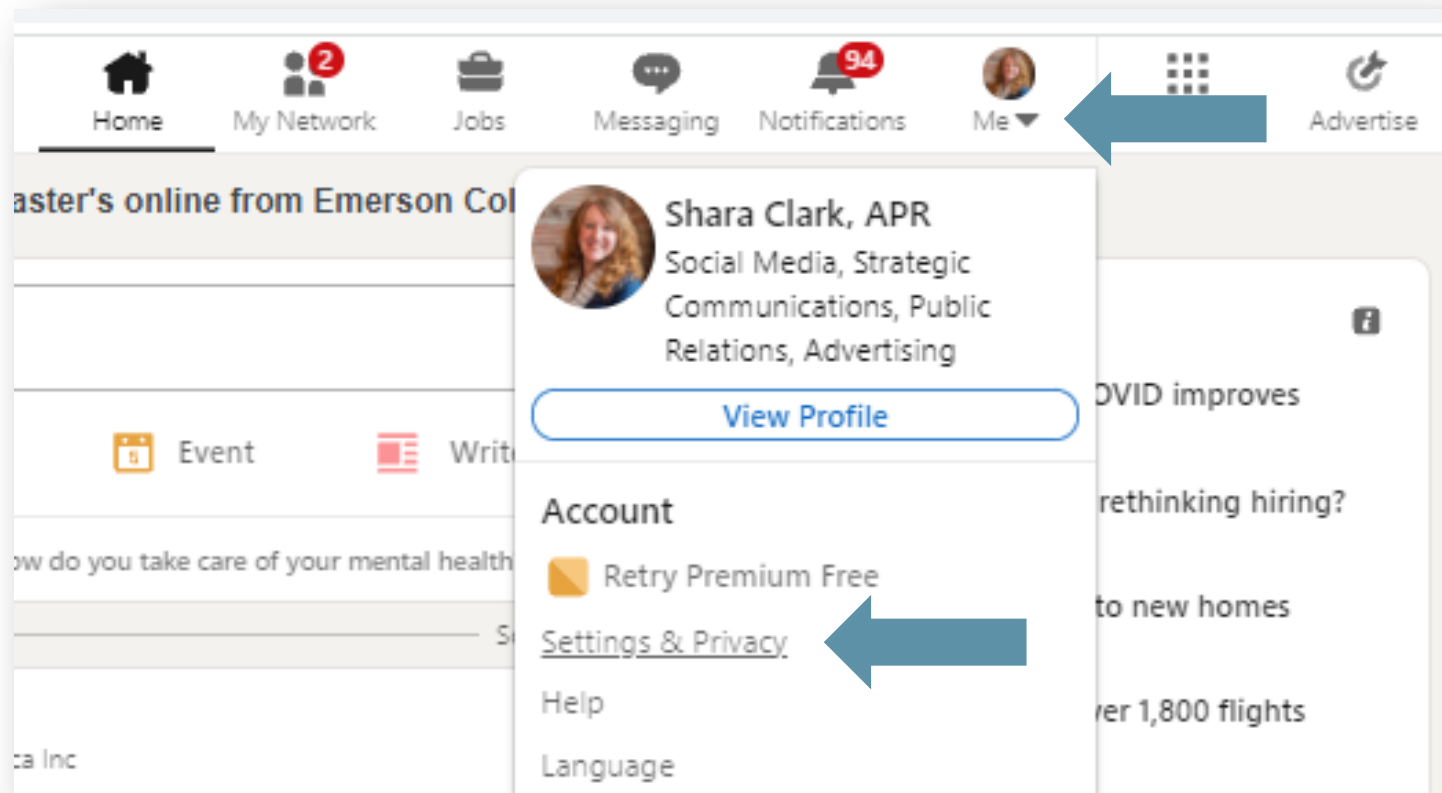 2 94
Home My Network Jobs Messaging Notifications Me Advertise
aster's online from Emerson Col
Shara Clark, APR
Social Media, Strategic
Communications, Public
Relations, Advertising
View Profile
OVID improves
Event Write
Account
rethinking hiring?
ow do you take care of your mental health
Retry Premium Free
to new homes
Settings & Privacy
Help
ver 1,800 flights
ca Inc
Language